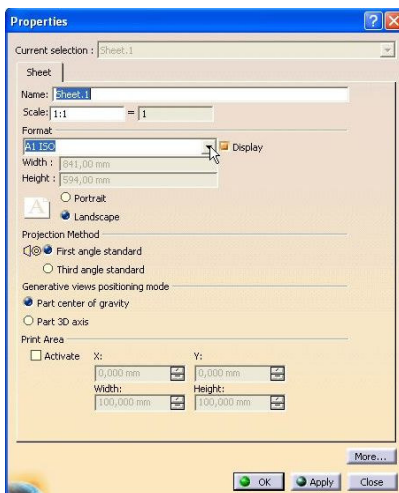 Properties
Current selection : Sheet.1
Sheet
Name: Sheet.1
Scale: 1:1 = 1
Format
A1 ISO Display
Width : 841,00 mm
Height : 594,00 mm
A Portrait
Landscape
Projection Method
First angle standard
Third angle standard
Generative views positioning mode
Part center of gravity
Part 3D axis
Print Area
Activate X: Y:
0,000 mm 0,000 mm
Width: Height:
100,000 mm 100,000 mm
More...
OK Apply Close